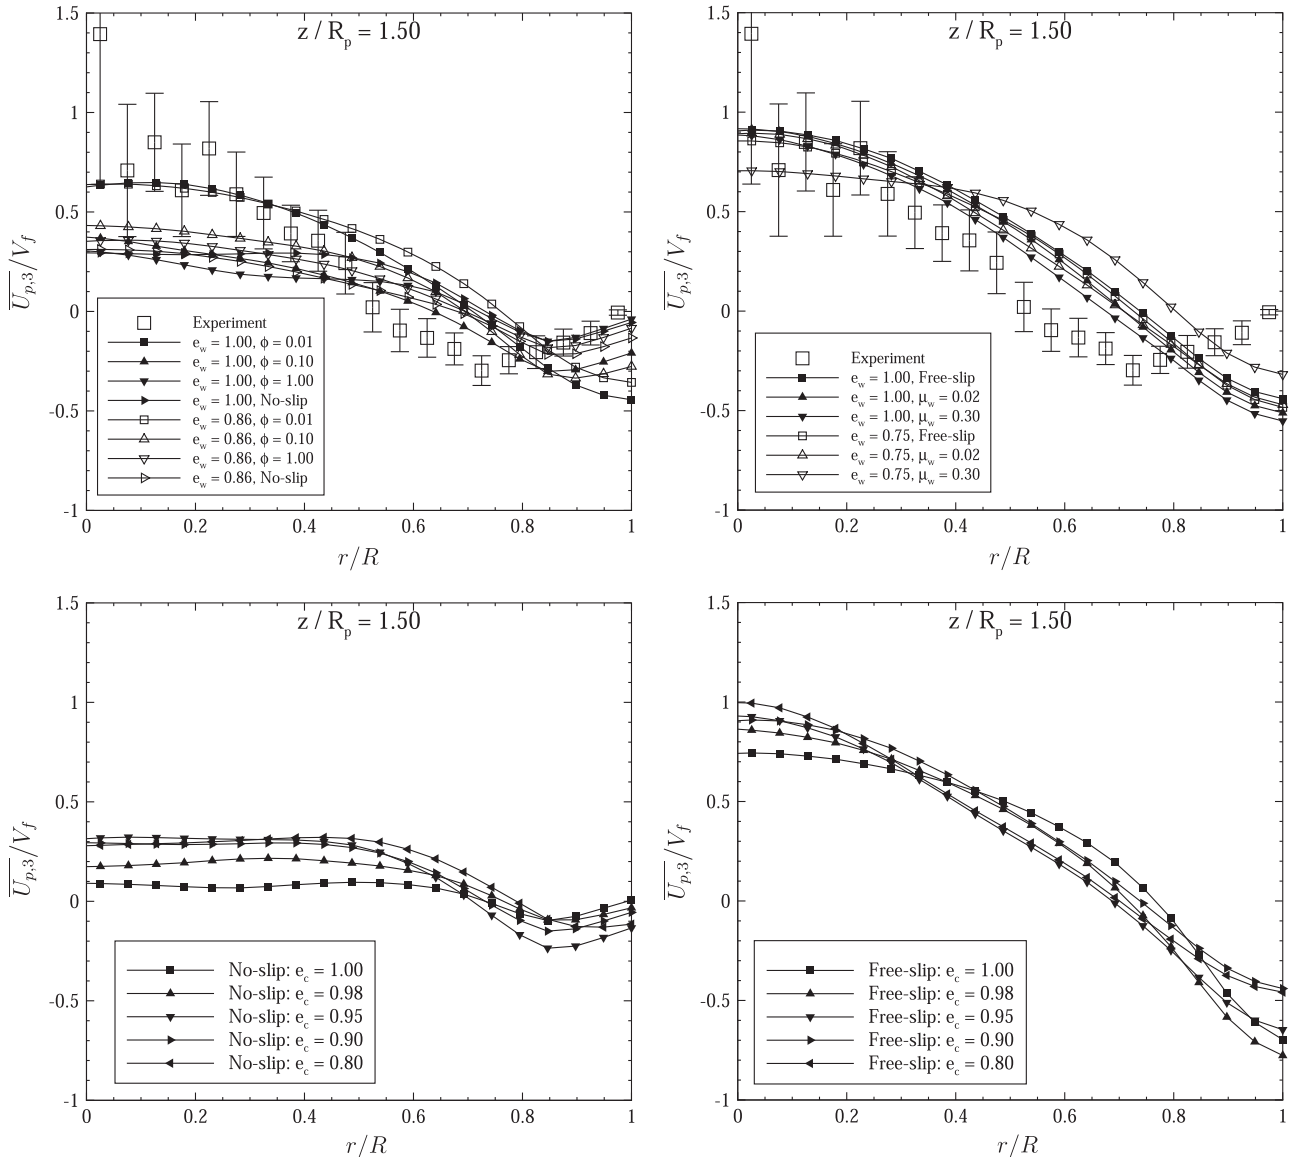 z / R_p = 1.50
1.5
1
0.5
0
-0.5
-1
U_{p,3}/V_f
Experiment
e_w = 1.00, ϕ = 0.01
e_w = 1.00, ϕ = 0.10
e_w = 1.00, ϕ = 1.00
e_w = 1.00, No-slip
e_w = 0.86, ϕ = 0.01
e_w = 0.86, ϕ = 0.10
e_w = 0.86, ϕ = 1.00
e_w = 0.86, No-slip
0 0.2 0.4 0.6 0.8 1
r/R
z / R_p = 1.50
1.5
1
0.5
0
-0.5
-1
U_{p,3}/V_f
Experiment
e_w = 1.00, Free-slip
e_w = 1.00, μ_w = 0.02
e_w = 1.00, μ_w = 0.30
e_w = 0.75, Free-slip
e_w = 0.75, μ_w = 0.02
e_w = 0.75, μ_w = 0.30
0 0.2 0.4 0.6 0.8 1
r/R
z / R_p = 1.50
1.5
1
0.5
0
-0.5
-1
U_{p,3}/V_f
No-slip: e_c = 1.00
No-slip: e_c = 0.98
No-slip: e_c = 0.95
No-slip: e_c = 0.90
No-slip: e_c = 0.80
0 0.2 0.4 0.6 0.8 1
r/R
z / R_p = 1.50
1.5
1
0.5
0
-0.5
-1
U_{p,3}/V_f
Free-slip: e_c = 1.00
Free-slip: e_c = 0.98
Free-slip: e_c = 0.95
Free-slip: e_c = 0.90
Free-slip: e_c = 0.80
0 0.2 0.4 0.6 0.8 1
r/R